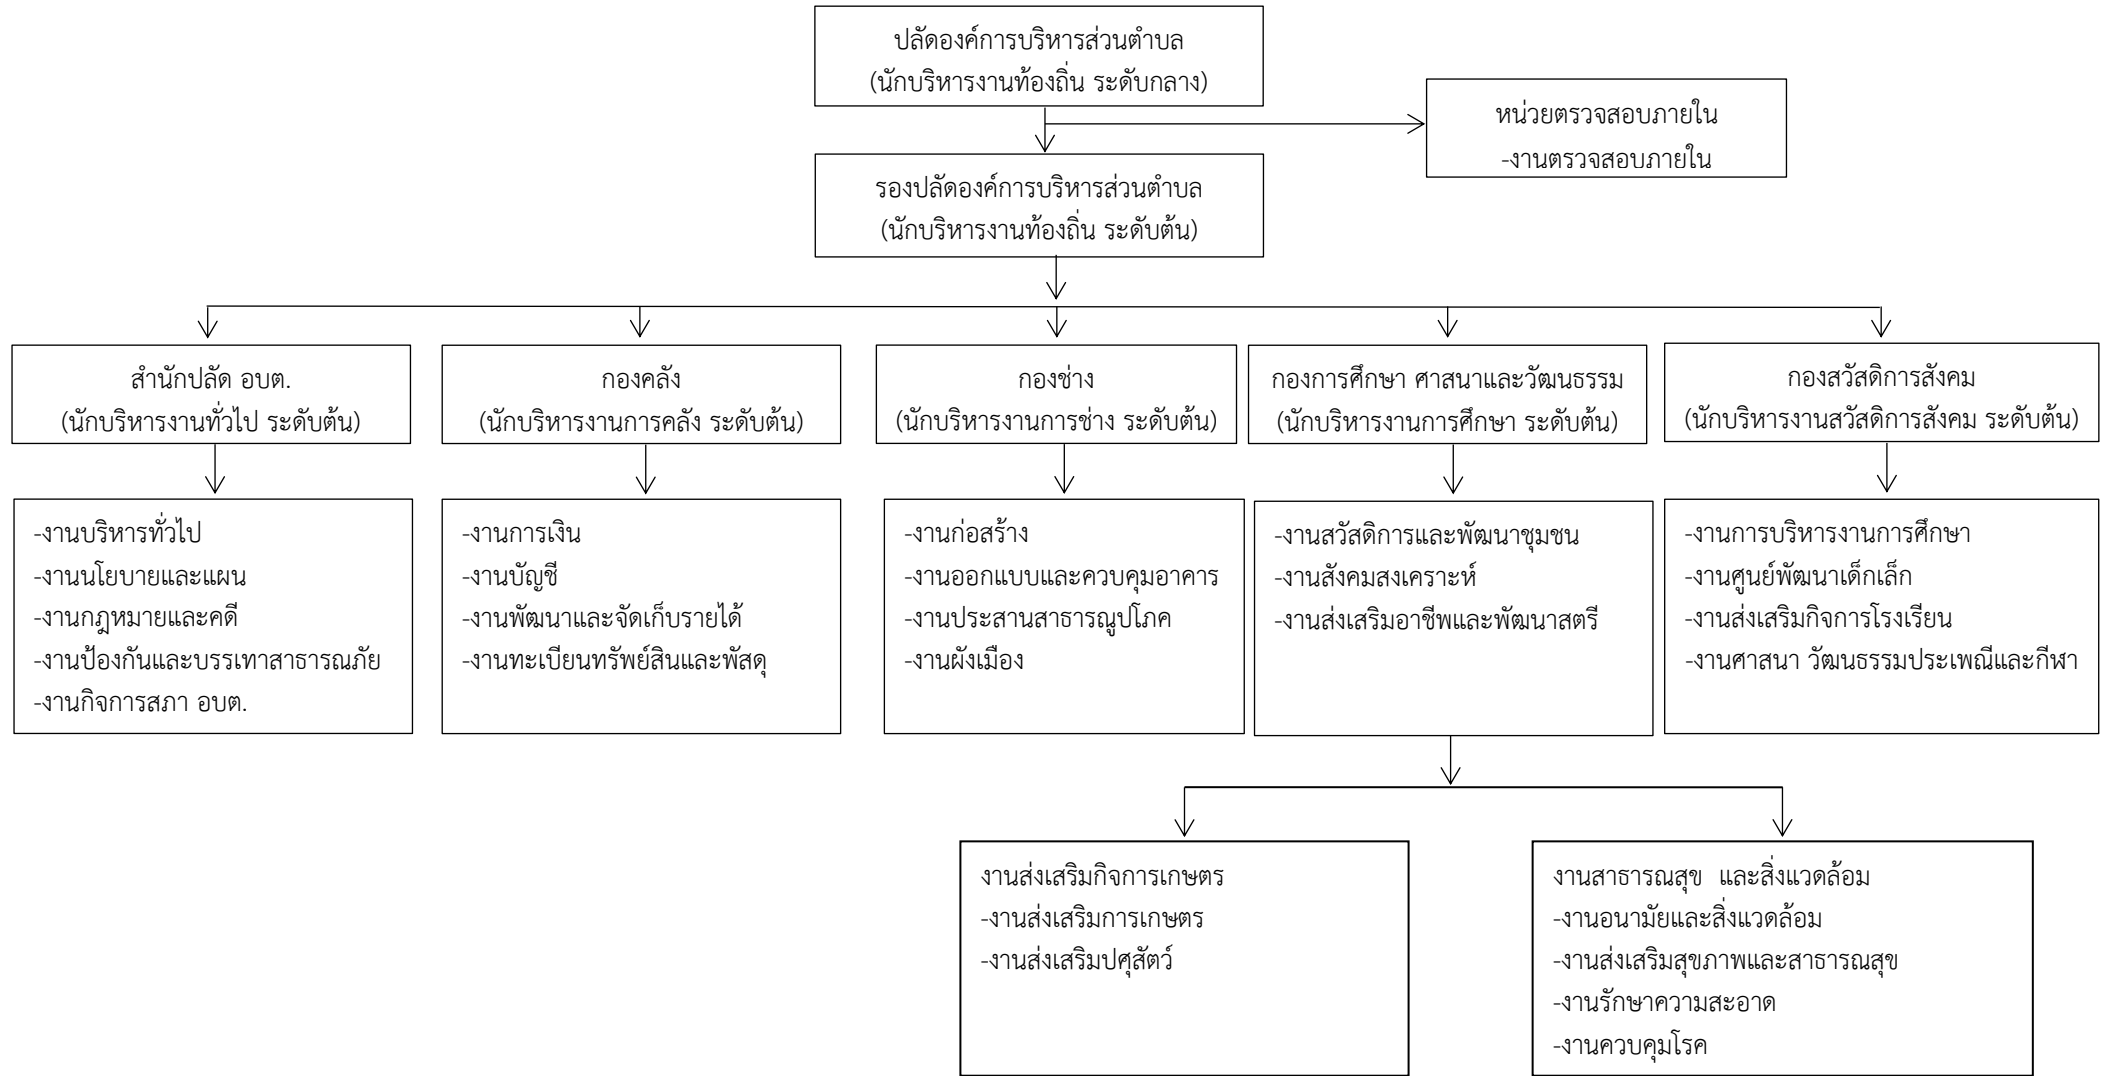 ปลัดองค์การบริหารส่วนตำบล
(นักบริหารงานท้องถิ่น ระดับกลาง)
หน่วยตรวจสอบภายใน
-งานตรวจสอบภายใน
รองปลัดองค์การบริหารส่วนตำบล
(นักบริหารงานท้องถิ่น ระดับต้น)
สำนักปลัด อบต.
(นักบริหารงานทั่วไป ระดับต้น)
กองคลัง
(นักบริหารงานการคลัง ระดับต้น)
กองช่าง
(นักบริหารงานการช่าง ระดับต้น)
กองการศึกษา ศาสนาและวัฒนธรรม
(นักบริหารงานการศึกษา ระดับต้น)
กองสวัสดิการสังคม
(นักบริหารงานสวัสดิการสังคม ระดับต้น)
-งานบริหารทั่วไป
-งานนโยบายและแผน
-งานกฎหมายและคดี
-งานป้องกันและบรรเทาสาธารณภัย
-งานกิจการสภา อบต.
-งานการเงิน
-งานบัญชี
-งานพัฒนาและจัดเก็บรายได้
-งานทะเบียนทรัพย์สินและพัสดุ
-งานก่อสร้าง
-งานออกแบบและควบคุมอาคาร
-งานประสานสาธารณูปโภค
-งานผังเมือง
-งานสวัสดิการและพัฒนาชุมชน
-งานสังคมสงเคราะห์
-งานส่งเสริมอาชีพและพัฒนาสตรี
-งานการบริหารงานการศึกษา
-งานศูนย์พัฒนาเด็กเล็ก
-งานส่งเสริมกิจการโรงเรียน
-งานศาสนา วัฒนธรรมประเพณีและกีฬา
งานส่งเสริมกิจการเกษตร
-งานส่งเสริมการเกษตร
-งานส่งเสริมปศุสัตว์
งานสาธารณสุข และสิ่งแวดล้อม
-งานอนามัยและสิ่งแวดล้อม
-งานส่งเสริมสุขภาพและสาธารณสุข
-งานรักษาความสะอาด
-งานควบคุมโรค